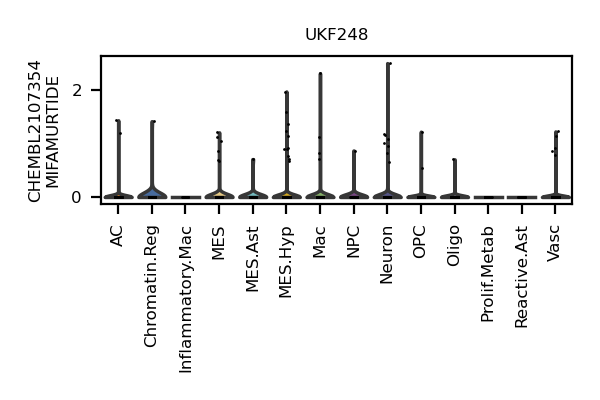 UKF248
CHEMBL2107354
MIFAMURTIDE
2
0
AC
Chromatin.Reg
Inflammatory.Mac
MES
MES.Ast
MES.Hyp
Mac
NPC
Neuron
OPC
Oligo
Prolif.Metab
Reactive.Ast
Vasc